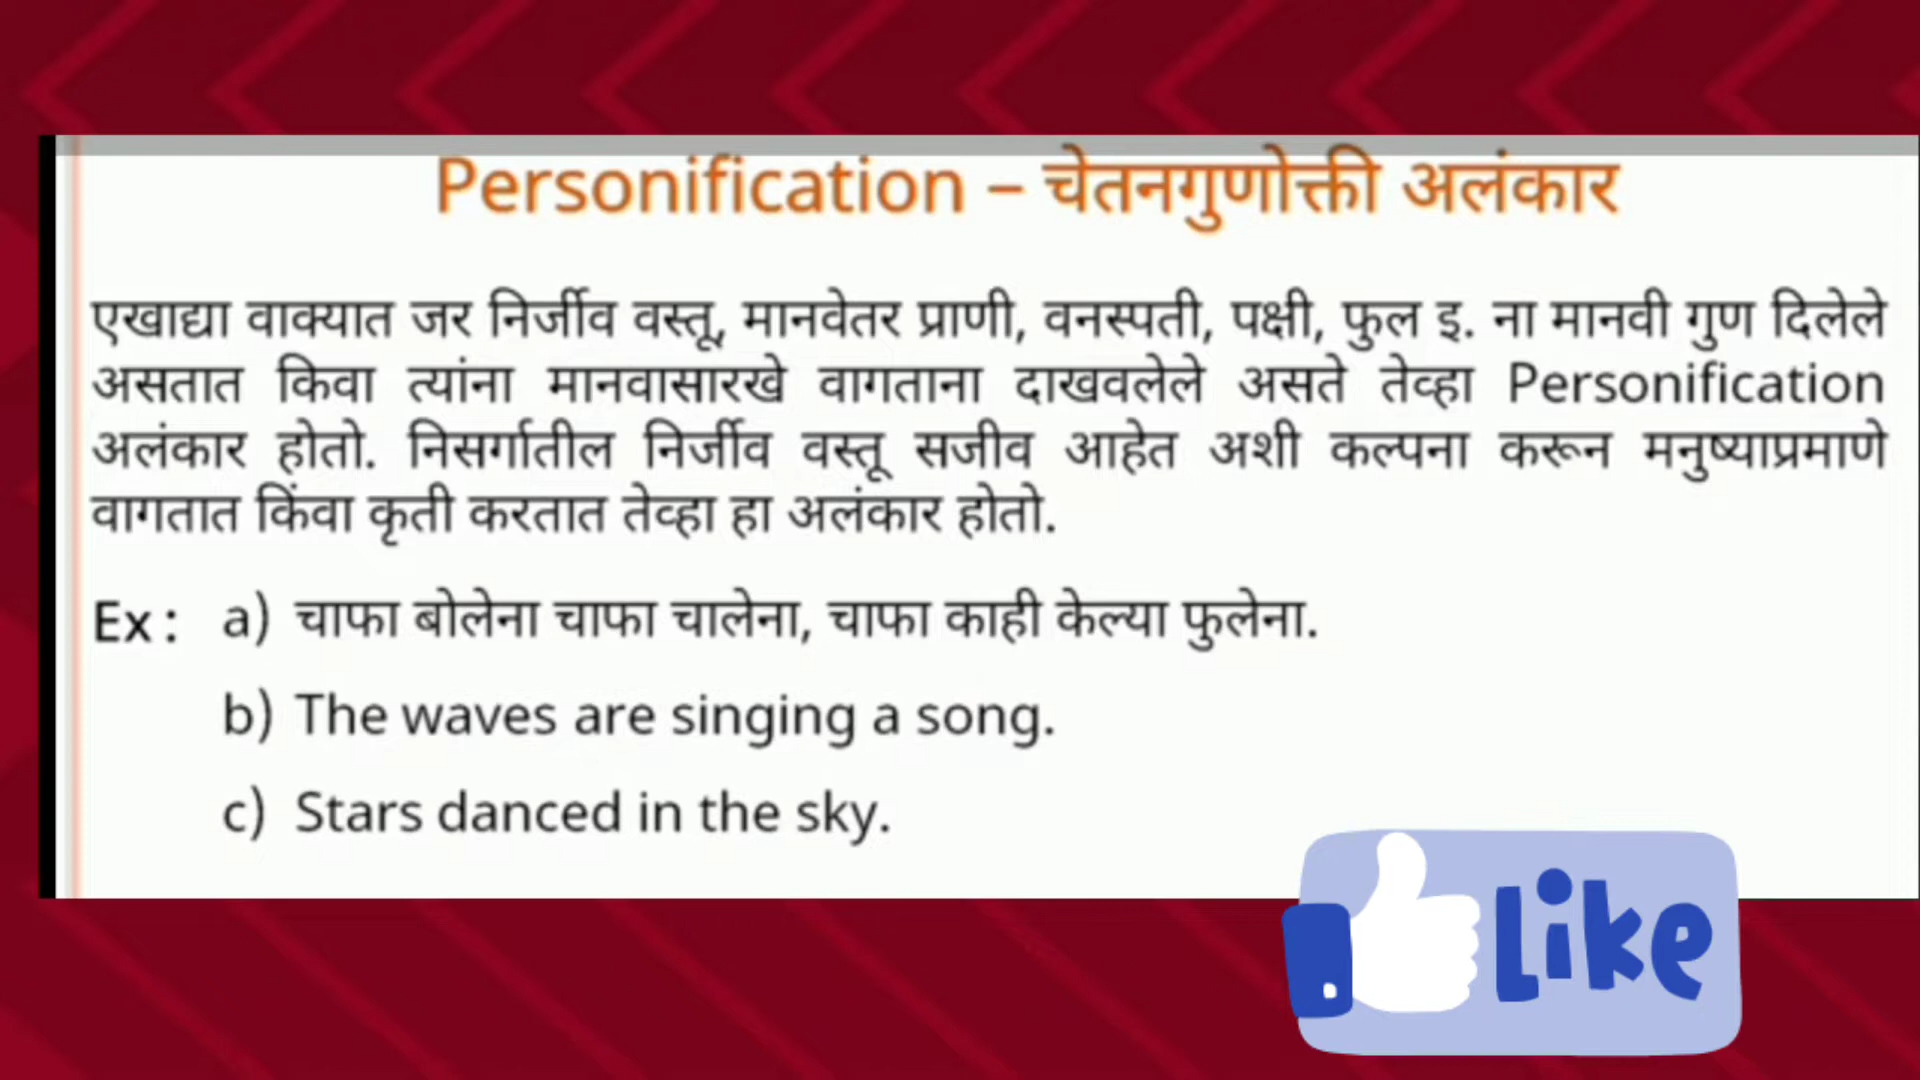 Personification – चेतनगुणोक्ती अलंकार
एखाद्या वाक्यात जर निर्जीव वस्तू, मानवेतर प्राणी, वनस्पती, पक्षी, फुल इ. ना मानवी गुण दिलेले
असतात किवा त्यांना मानवासारखे वागताना दाखवलेले असते तेव्हा Personification
अलंकार होतो. निसर्गातील निर्जीव वस्तू सजीव आहेत अशी कल्पना करून मनुष्याप्रमाणे
वागतात किंवा कृती करतात तेव्हा हा अलंकार होतो.
Ex : a) चाफा बोलेना चाफा चालेना, चाफा काही केल्या फुलेना.
b) The waves are singing a song.
c) Stars danced in the sky.
Like